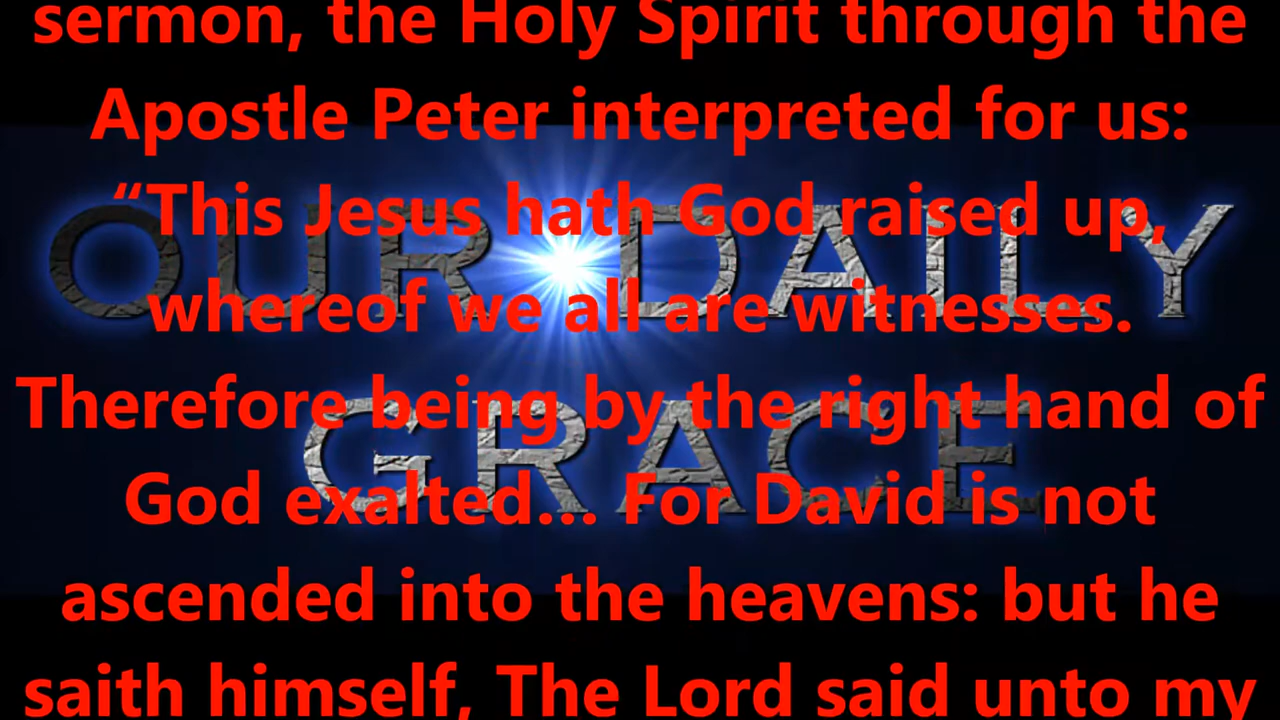 sermon, the Holy Spirit through the
Apostle Peter interpreted for us:
“This Jesus hath God raised up,
whereof we all are witnesses.
Therefore being by the right hand of
God exalted... For David is not
ascended into the heavens: but he
saith himself, The Lord said unto my
OUR DAILY
GRACE